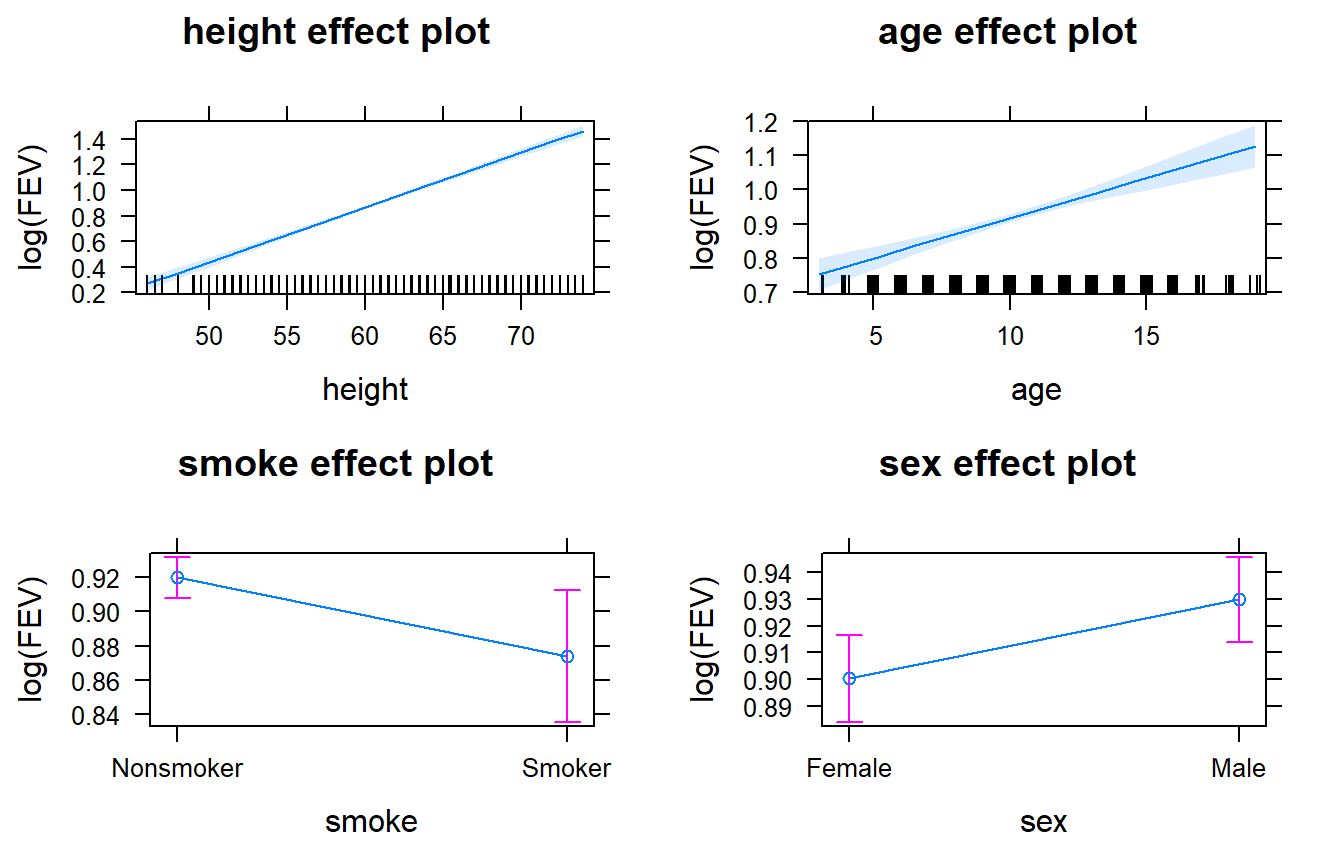 height effect plot
log(FEV)
1.4
1.2
1.0
0.8
0.6
0.4
0.2
50 55 60 65 70
height
age effect plot
log(FEV)
1.2
1.1
1.0
0.9
0.8
0.7
5 10 15
age
smoke effect plot
log(FEV)
0.92
0.90
0.88
0.86
0.84
Nonsmoker Smoker
smoke
sex effect plot
log(FEV)
0.94
0.93
0.92
0.91
0.90
0.89
Female Male
sex